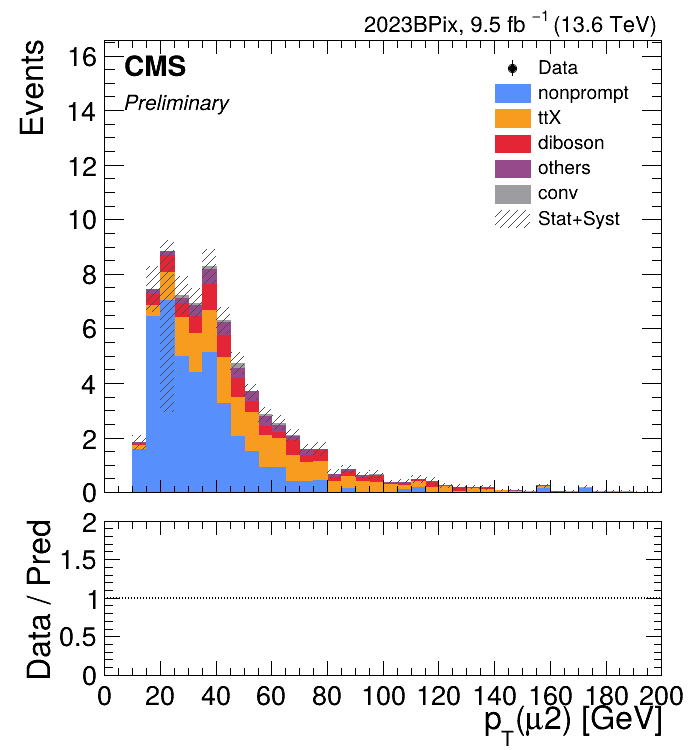 2023BPix, 9.5 fb⁻¹ (13.6 TeV)
CMS
Preliminary
Events
16
14
12
10
8
6
4
2
0
Data
nonprompt
ttX
diboson
others
conv
Stat+Syst
Data / Pred
2
1.5
1
0.5
0
0 20 40 60 80 100 120 140 160 180 200
p_T(μ2) [GeV]